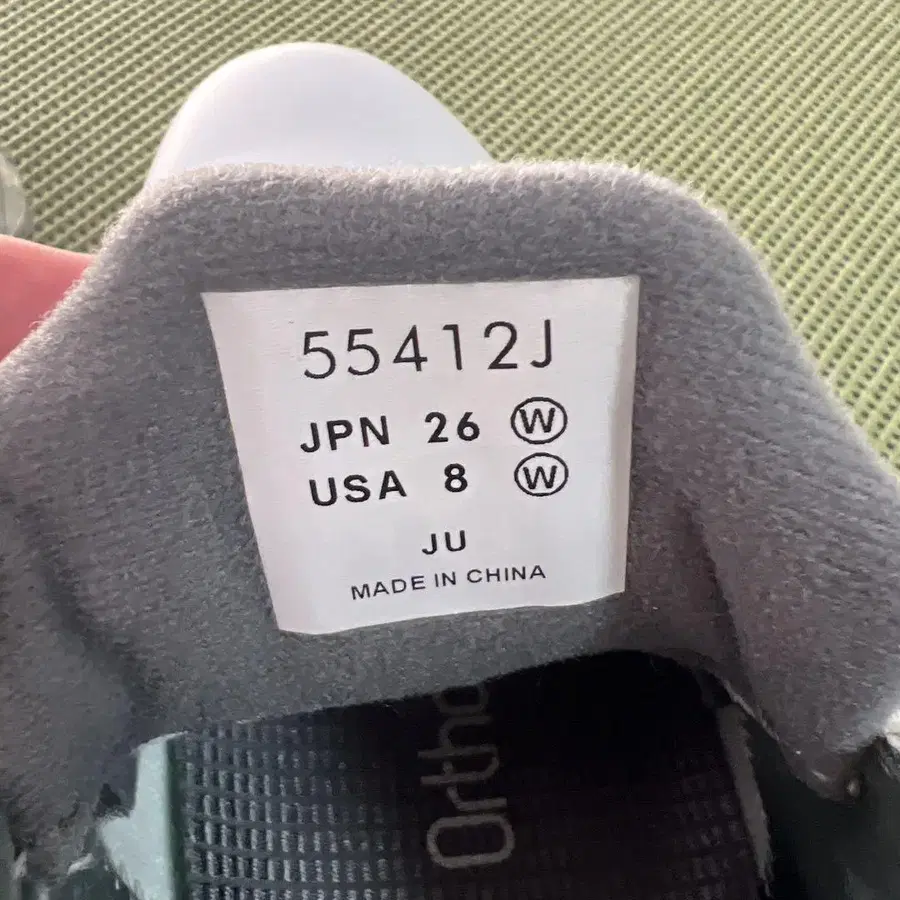 55412J
JPN 26 Ⓦ
USA 8 Ⓦ
JU
MADE IN CHINA